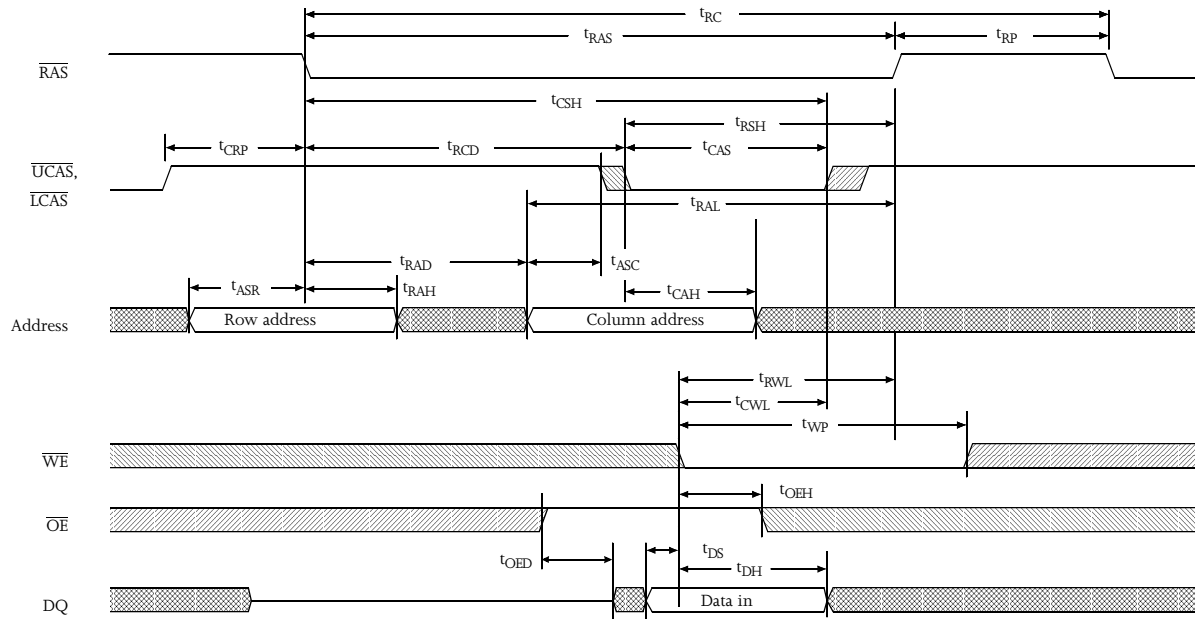 tRC
tRAS
tRP
RAS
tCSH
tRSH
tCRP
tRCD
tCAS
UCAS,
LCAS
tRAL
tRAD
tASC
tASR
tRAH
tCAH
Address
Row address
Column address
tRWL
tCWL
tWP
WE
tOEH
OE
tOED
tDS
tDH
DQ
Data in